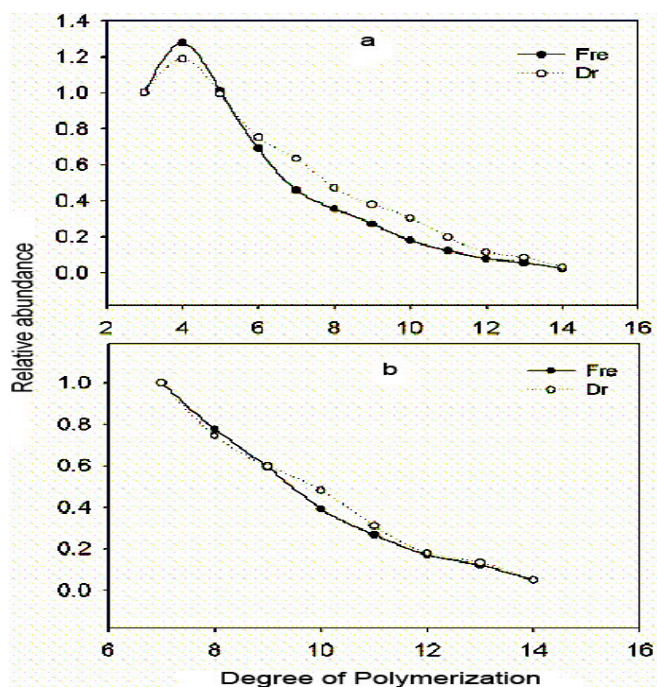 1.4
1.2
1.0
0.8
0.6
0.4
0.2
0.0
a
Fre
Dr
2 4 6 8 10 12 14 16
Relative abundance
1.0
0.8
0.6
0.4
0.2
0.0
b
Fre
Dr
6 8 10 12 14 16
Degree of Polymerization